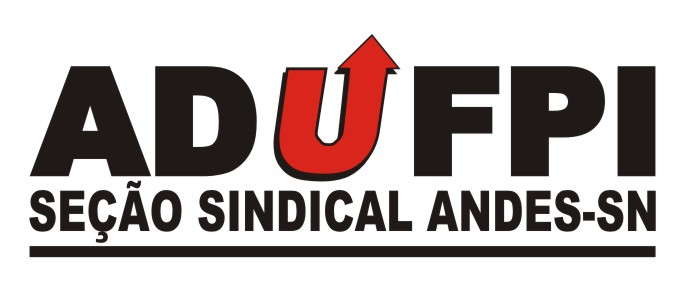 ADUFPI
SEÇÃO SINDICAL ANDES-SN